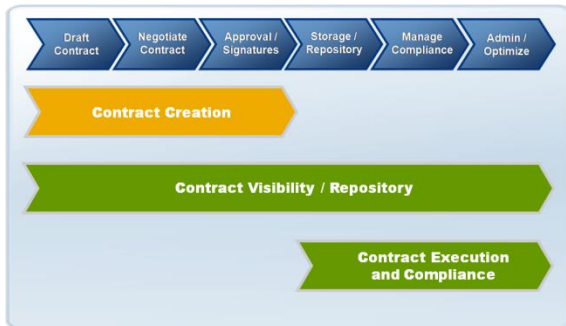 Draft
Contract
Negotiate
Contract
Approval /
Signatures
Storage /
Repository
Manage
Compliance
Admin /
Optimize
Contract Creation
Contract Visibility / Repository
Contract Execution
and Compliance